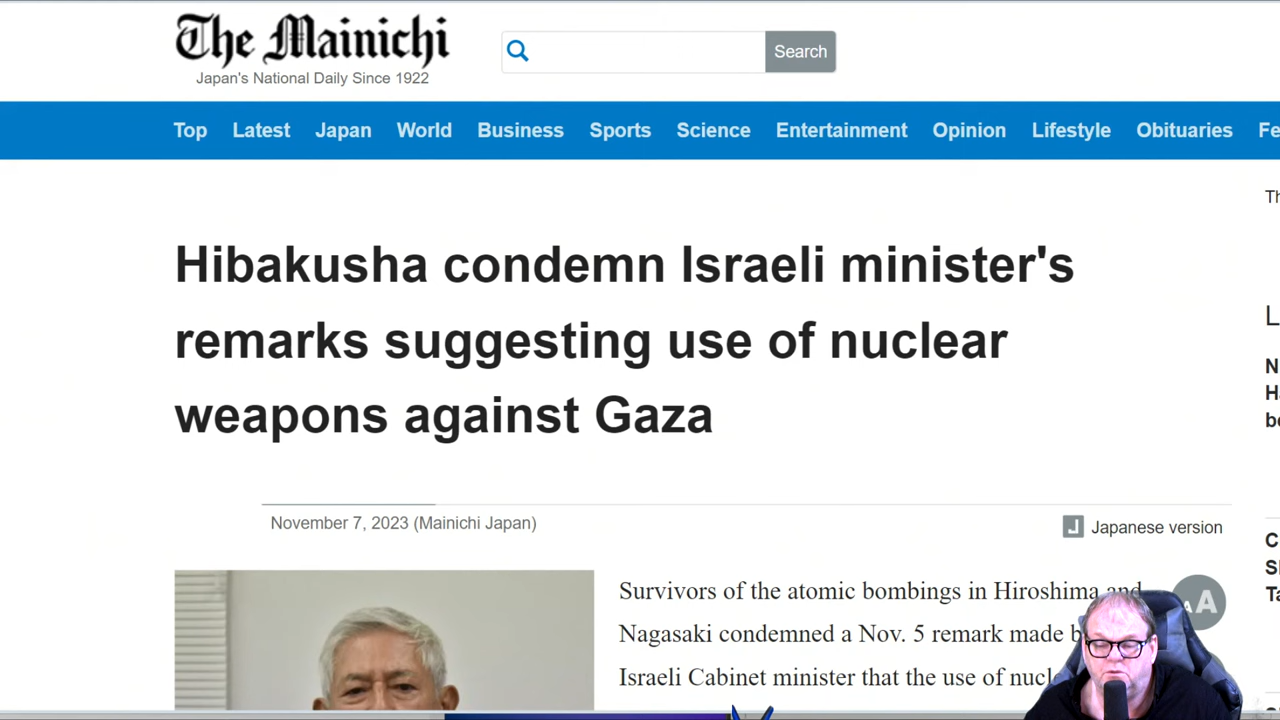 The Mainichi
Japan's National Daily Since 1922
Search
Top Latest Japan World Business Sports Science Entertainment Opinion Lifestyle Obituaries
Hibakusha condemn Israeli minister's
remarks suggesting use of nuclear
weapons against Gaza
November 7, 2023 (Mainichi Japan)
J Japanese version
Survivors of the atomic bombings in Hiroshima and
Nagasaki condemned a Nov. 5 remark made
Israeli Cabinet minister that the use of
AA